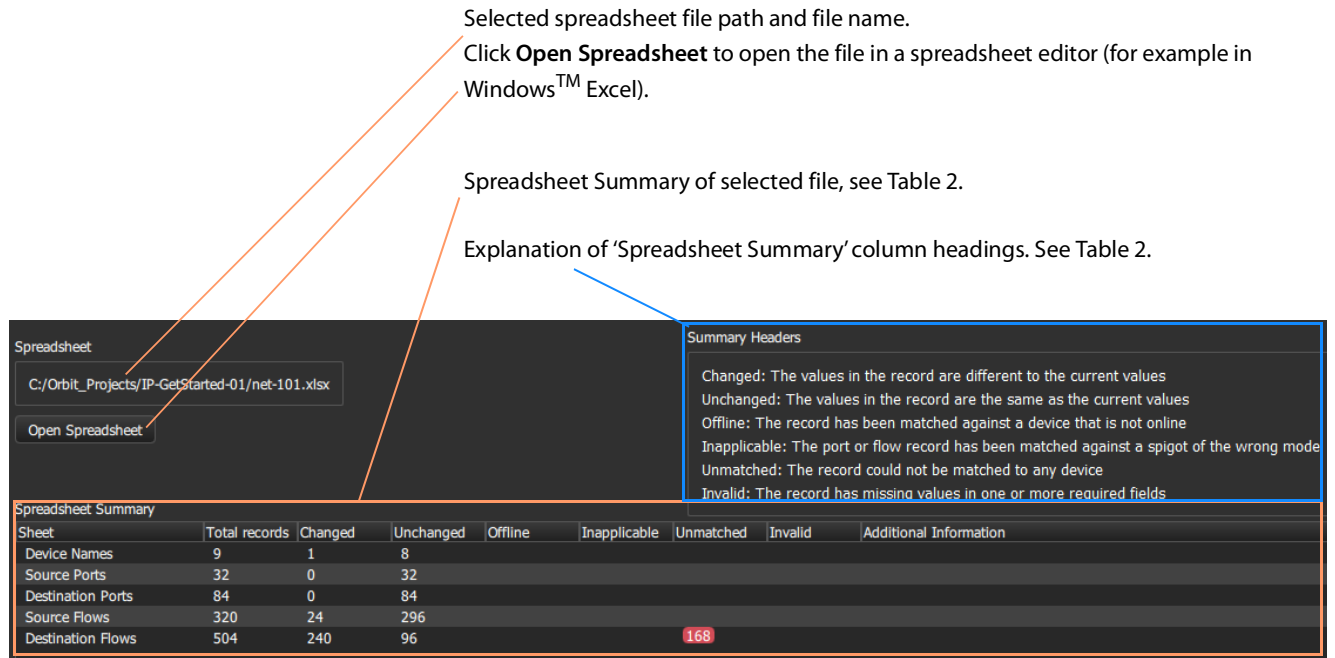 Selected spreadsheet file path and file name.
Click Open Spreadsheet to open the file in a spreadsheet editor (for example in
Windows™ Excel).
Spreadsheet Summary of selected file, see Table 2.
Explanation of ‘Spreadsheet Summary’ column headings. See Table 2.
Spreadsheet
C:/Orbit_Projects/IP-GetStarted-01/net-101.xlsx
Open Spreadsheet
Summary Headers
Changed: The values in the record are different to the current values
Unchanged: The values in the record are the same as the current values
Offline: The record has been matched against a device that is not online
Inapplicable: The port or flow record has been matched against a spigot of the wrong mode
Unmatched: The record could not be matched to any device
Invalid: The record has missing values in one or more required fields
Spreadsheet Summary
Sheet Total records Changed Unchanged Offline Inapplicable Unmatched Invalid Additional Information
Device Names 9 1 8
Source Ports 32 0 32
Destination Ports 84 0 84
Source Flows 320 24 296
Destination Flows 504 240 96 168